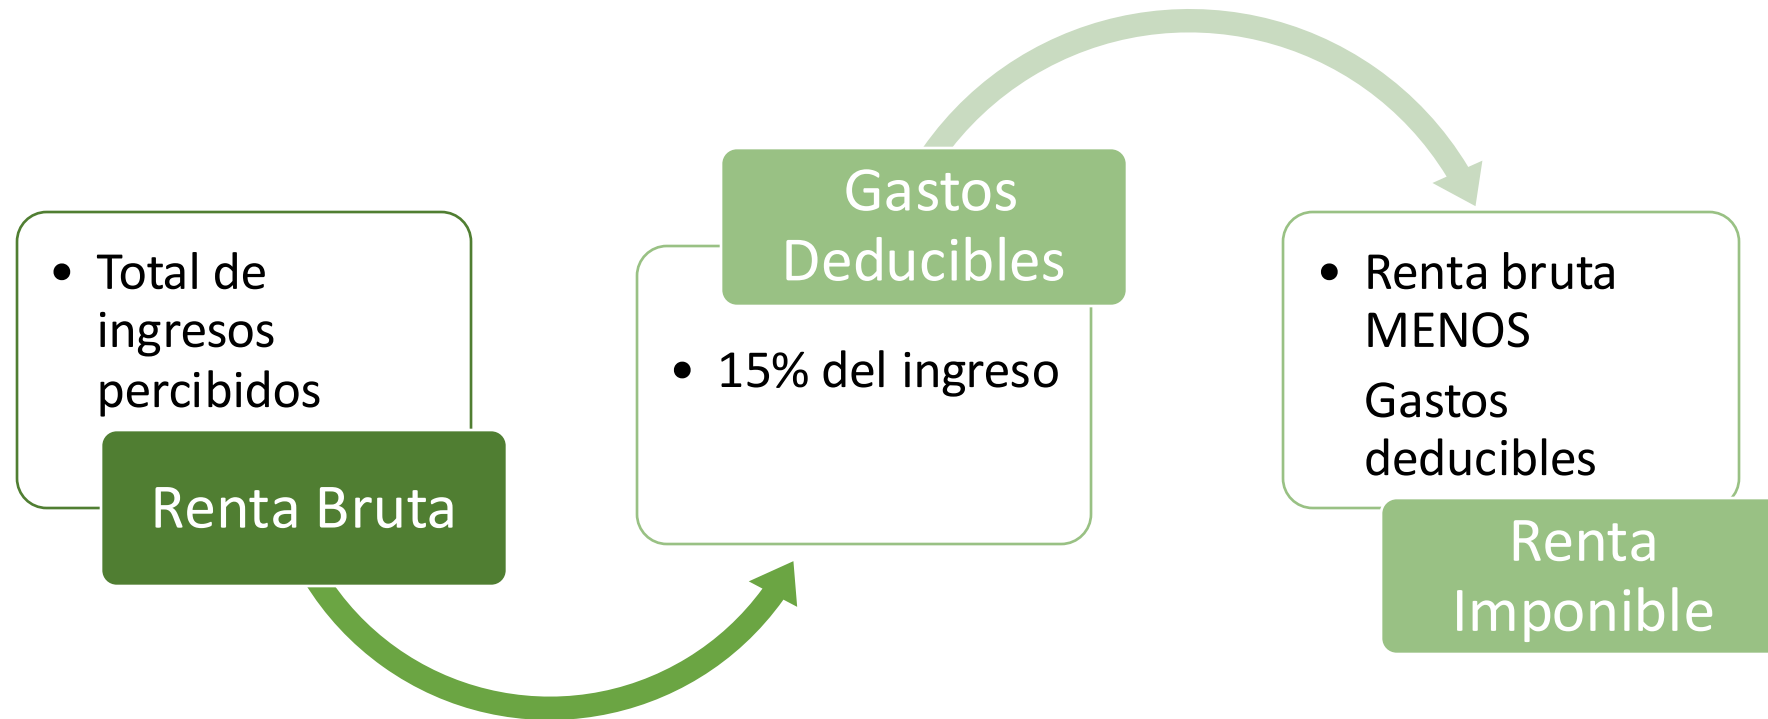 • Total de
ingresos
percibidos
Renta Bruta
Gastos
Deducibles
• 15% del ingreso
• Renta bruta
MENOS
Gastos
deducibles
Renta
Imponible